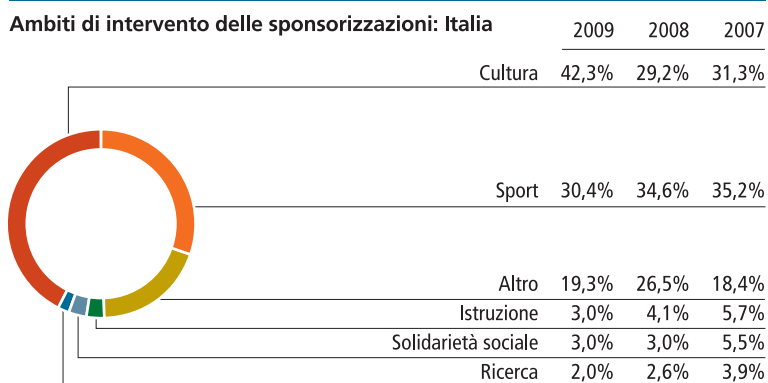 Ambiti di intervento delle sponsorizzazioni: Italia 2009 2008 2007
Cultura 42,3% 29,2% 31,3%
Sport 30,4% 34,6% 35,2%
Altro 19,3% 26,5% 18,4%
Istruzione 3,0% 4,1% 5,7%
Solidarietà sociale 3,0% 3,0% 5,5%
Ricerca 2,0% 2,6% 3,9%